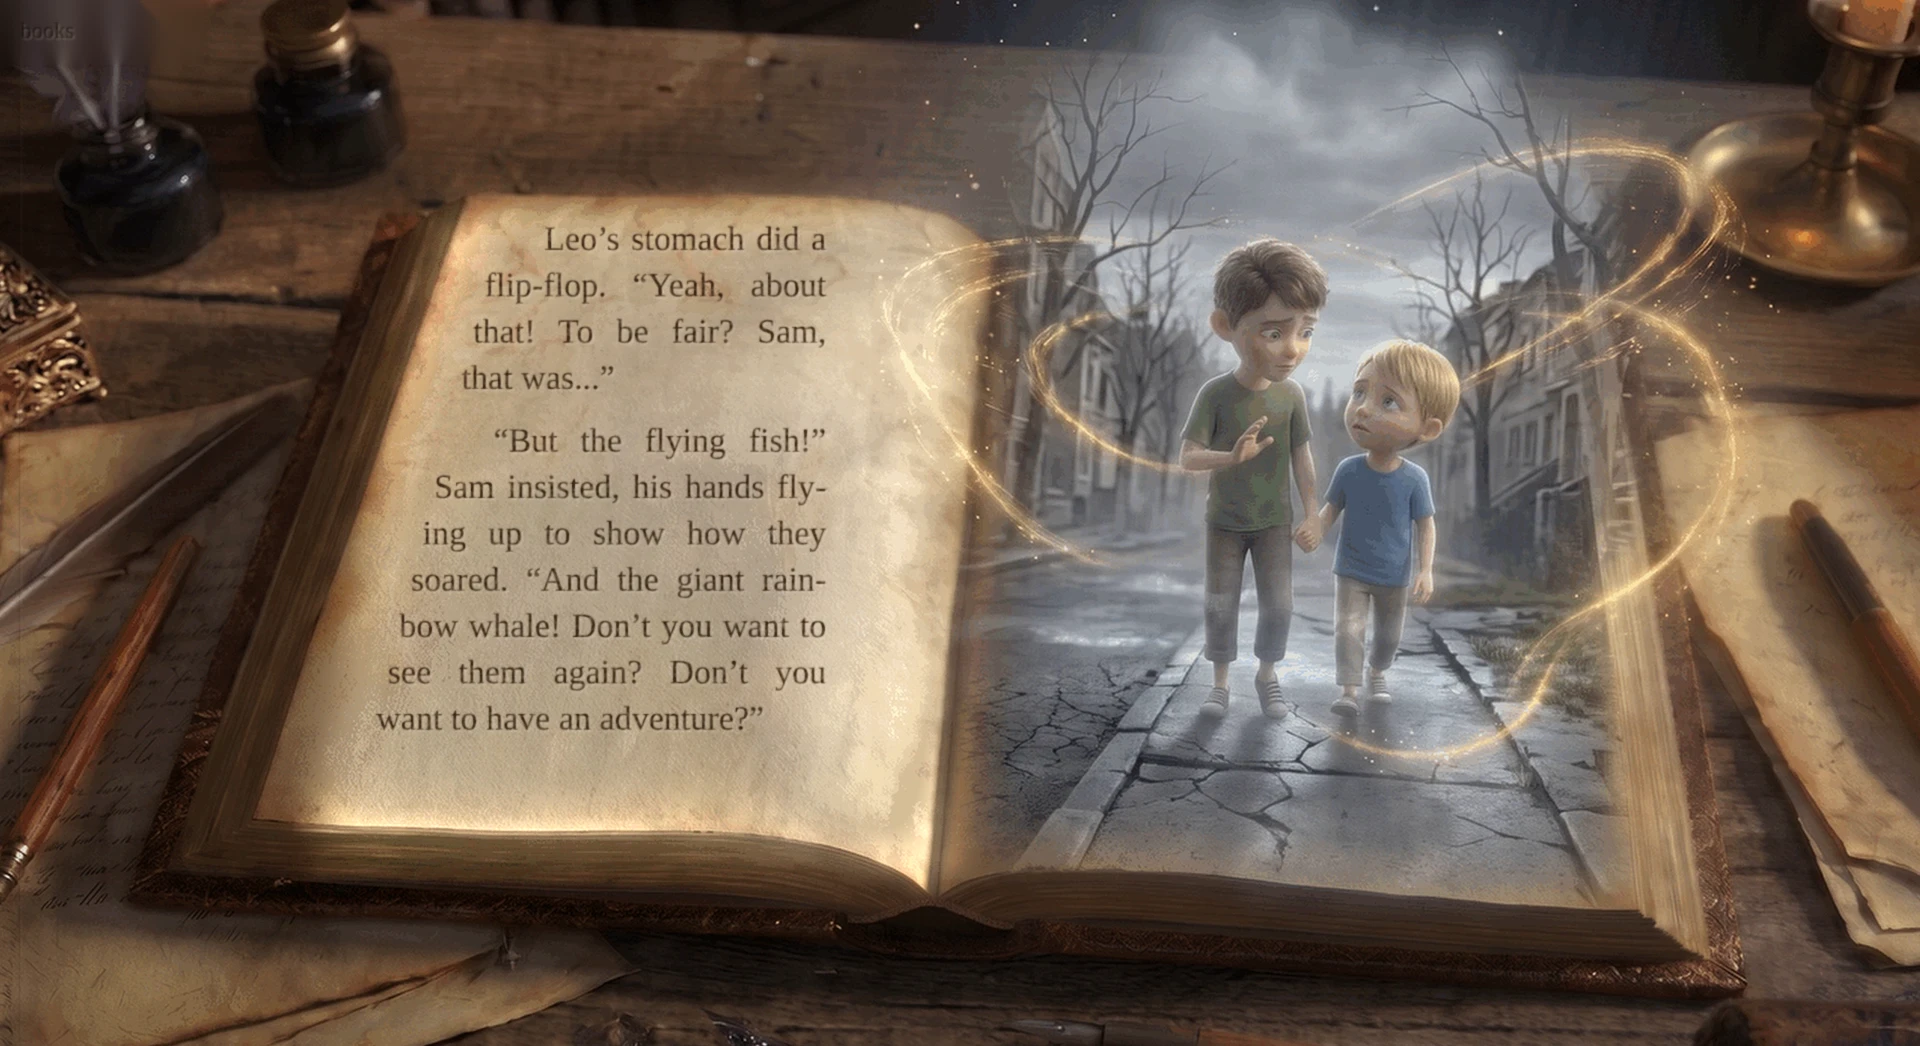 books
Leo’s stomach did a
flip-flop. “Yeah, about
that! To be fair? Sam,
that was...”
“But the flying fish!”
Sam insisted, his hands fly-
ing up to show how they
soared. “And the giant rain-
bow whale! Don’t you want to
see them again? Don’t you
want to have an adventure?”